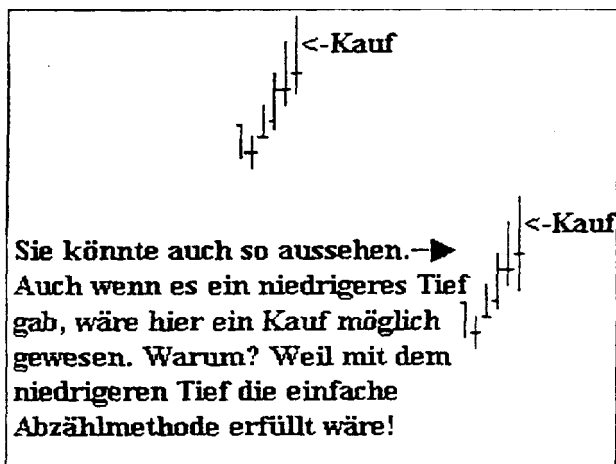 <-Kauf
<-Kauf
Sie könnte auch so aussehen.
Auch wenn es ein niedrigeres Tief
gab, wäre hier ein Kauf möglich
gewesen. Warum? Weil mit dem
niedrigeren Tief die einfache
Abzählmethode erfüllt wäre!